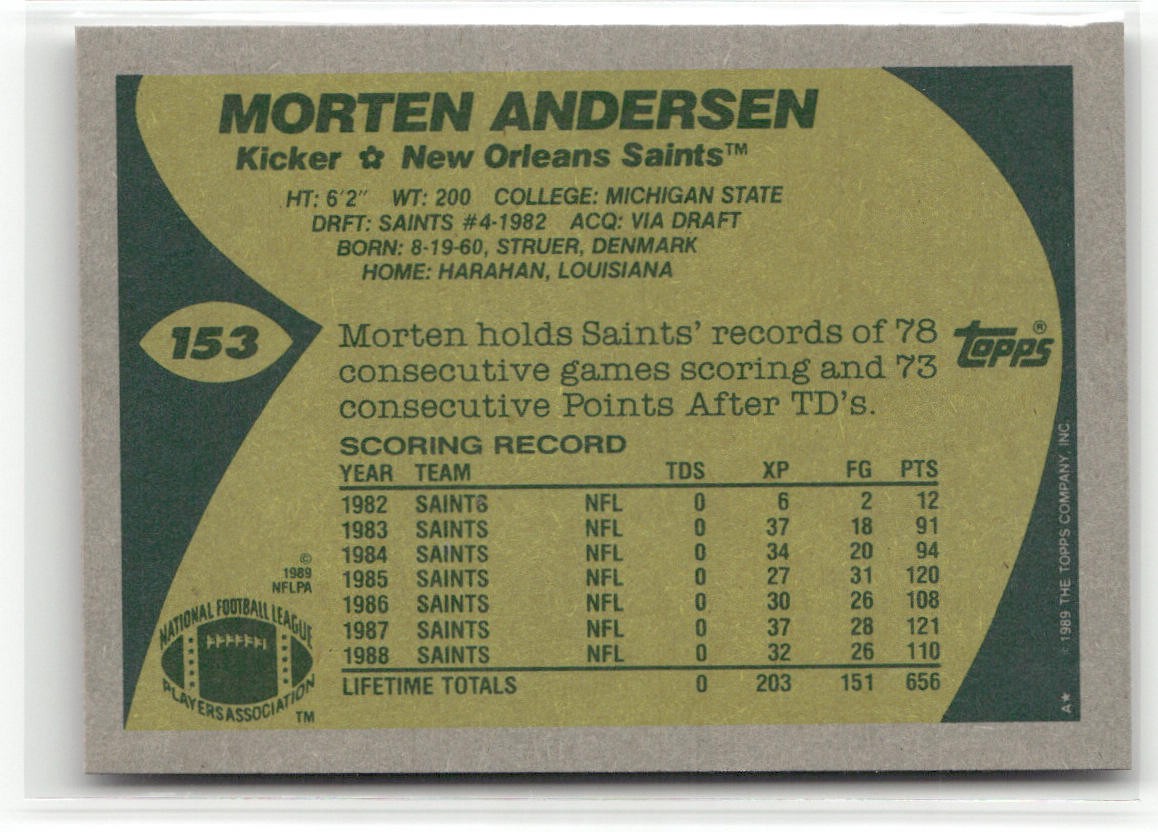 MORTEN ANDERSEN
Kicker ✿ New Orleans Saints™
HT: 6'2" WT: 200 COLLEGE: MICHIGAN STATE
DRFT: SAINTS #4-1982 ACQ: VIA DRAFT
BORN: 8-19-60, STRUER, DENMARK
HOME: HARAHAN, LOUISIANA
153
Morten holds Saints' records of 78
consecutive games scoring and 73
consecutive Points After TD's.
Topps®
SCORING RECORD
YEAR TEAM TDS XP FG PTS
1982 SAINTS NFL 0 6 2 12
1983 SAINTS NFL 0 37 18 91
1984 SAINTS NFL 0 34 20 94
1985 SAINTS NFL 0 27 31 120
1986 SAINTS NFL 0 30 26 108
1987 SAINTS NFL 0 37 28 121
1988 SAINTS NFL 0 32 26 110
LIFETIME TOTALS 0 203 151 656
©
1989
NFLPA
NATIONAL FOOTBALL LEAGUE
PLAYERS ASSOCIATION
TM
A★ ©1989 THE TOPPS COMPANY, INC.